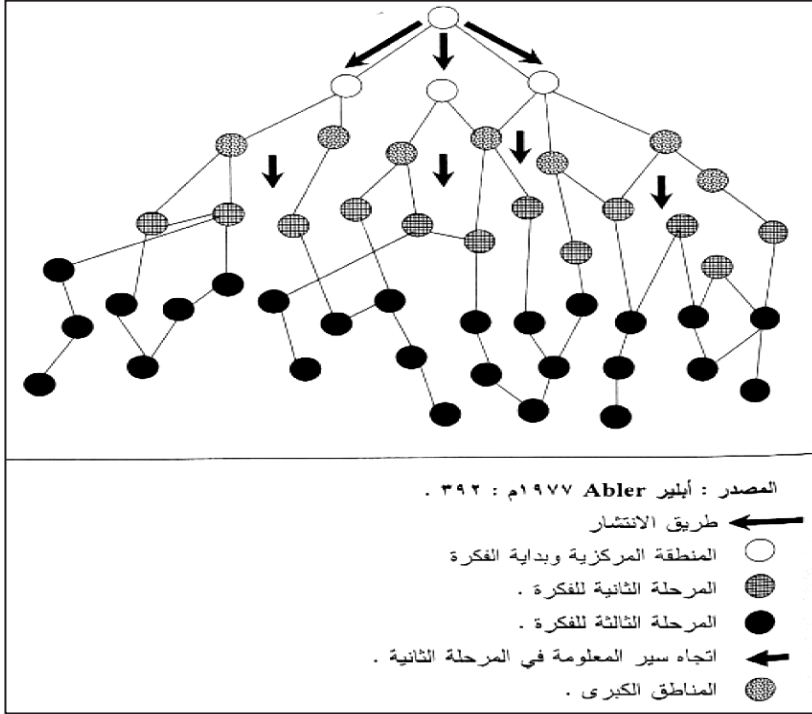 المصدر : أبلير Abler ١٩٧٧م : ٣٩٢ .
طريق الانتشار
المنطقة المركزية وبداية الفكرة
المرحلة الثانية للفكرة .
المرحلة الثالثة للفكرة .
اتجاه سير المعلومة في المرحلة الثانية .
المناطق الكبرى .